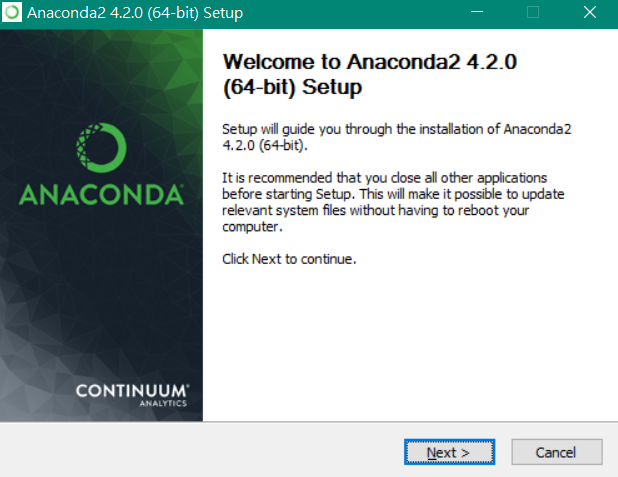 Anaconda2 4.2.0 (64-bit) Setup
Welcome to Anaconda2 4.2.0
(64-bit) Setup
Setup will guide you through the installation of Anaconda2
4.2.0 (64-bit).
It is recommended that you close all other applications
before starting Setup. This will make it possible to update
relevant system files without having to reboot your
computer.
Click Next to continue.
ANACONDA
CONTINUUM®
ANALYTICS
Next >
Cancel